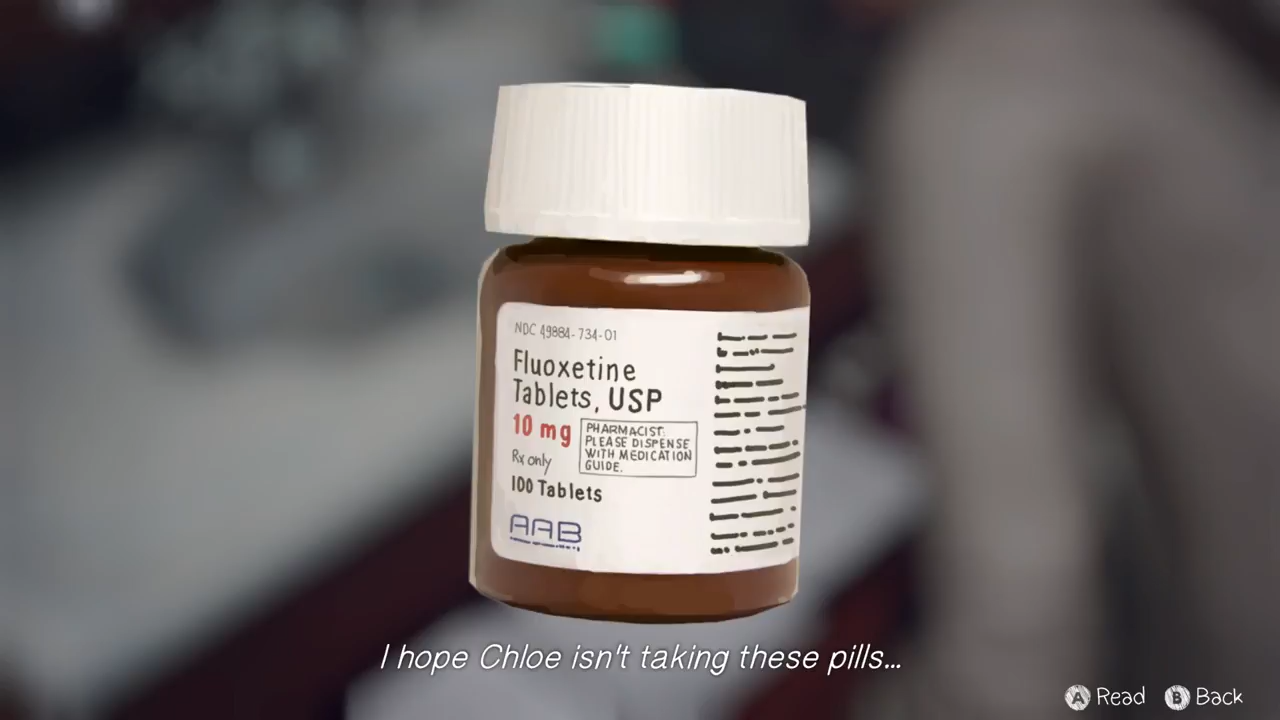 NDC 49884-734-01
Fluoxetine
Tablets, USP
10 mg
PHARMACIST:
PLEASE DISPENSE
WITH MEDICATION
GUIDE.
Rx only
100 Tablets
AAB
I hope Chloe isn't taking these pills...
A Read B Back